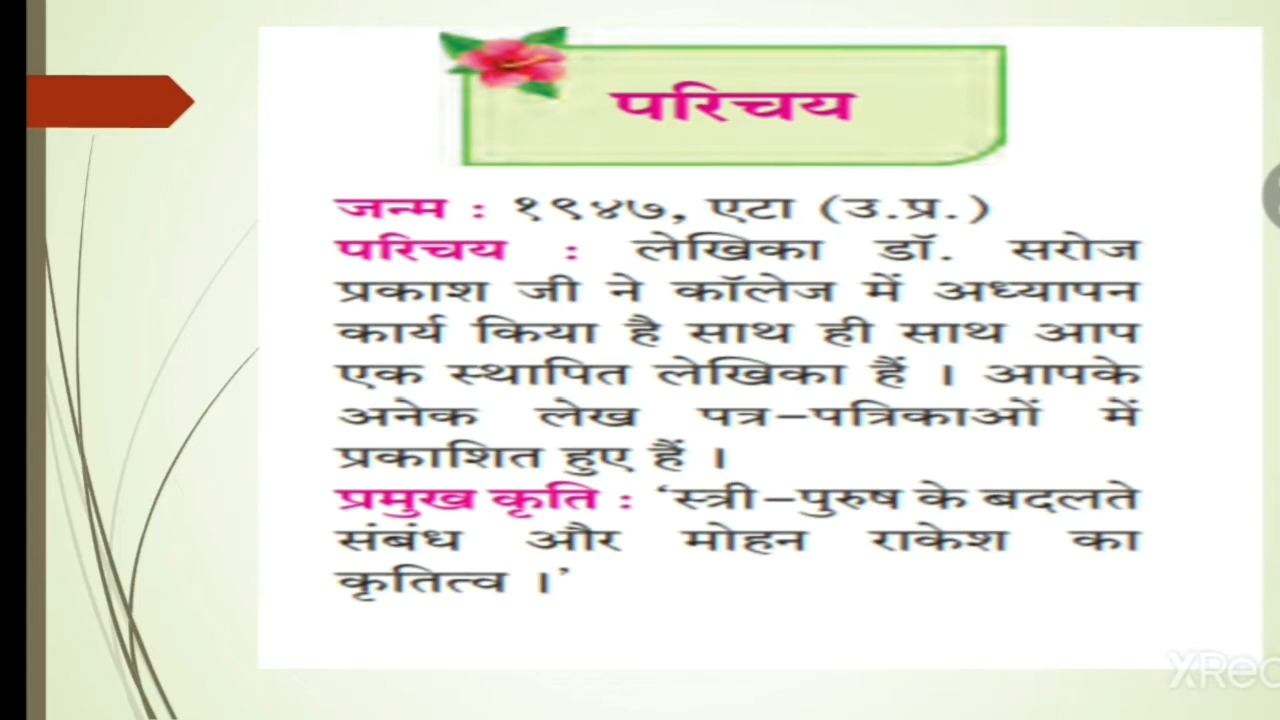 परिचय
जन्म : १९४७, एटा (उ.प्र.)
परिचय : लेखिका डॉ. सरोज
प्रकाश जी ने कॉलेज में अध्यापन
कार्य किया है साथ ही साथ आप
एक स्थापित लेखिका हैं । आपके
अनेक लेख पत्र-पत्रिकाओं में
प्रकाशित हुए हैं ।
प्रमुख कृति : ‘स्त्री-पुरुष के बदलते
संबंध और मोहन राकेश का
कृतित्व ।’